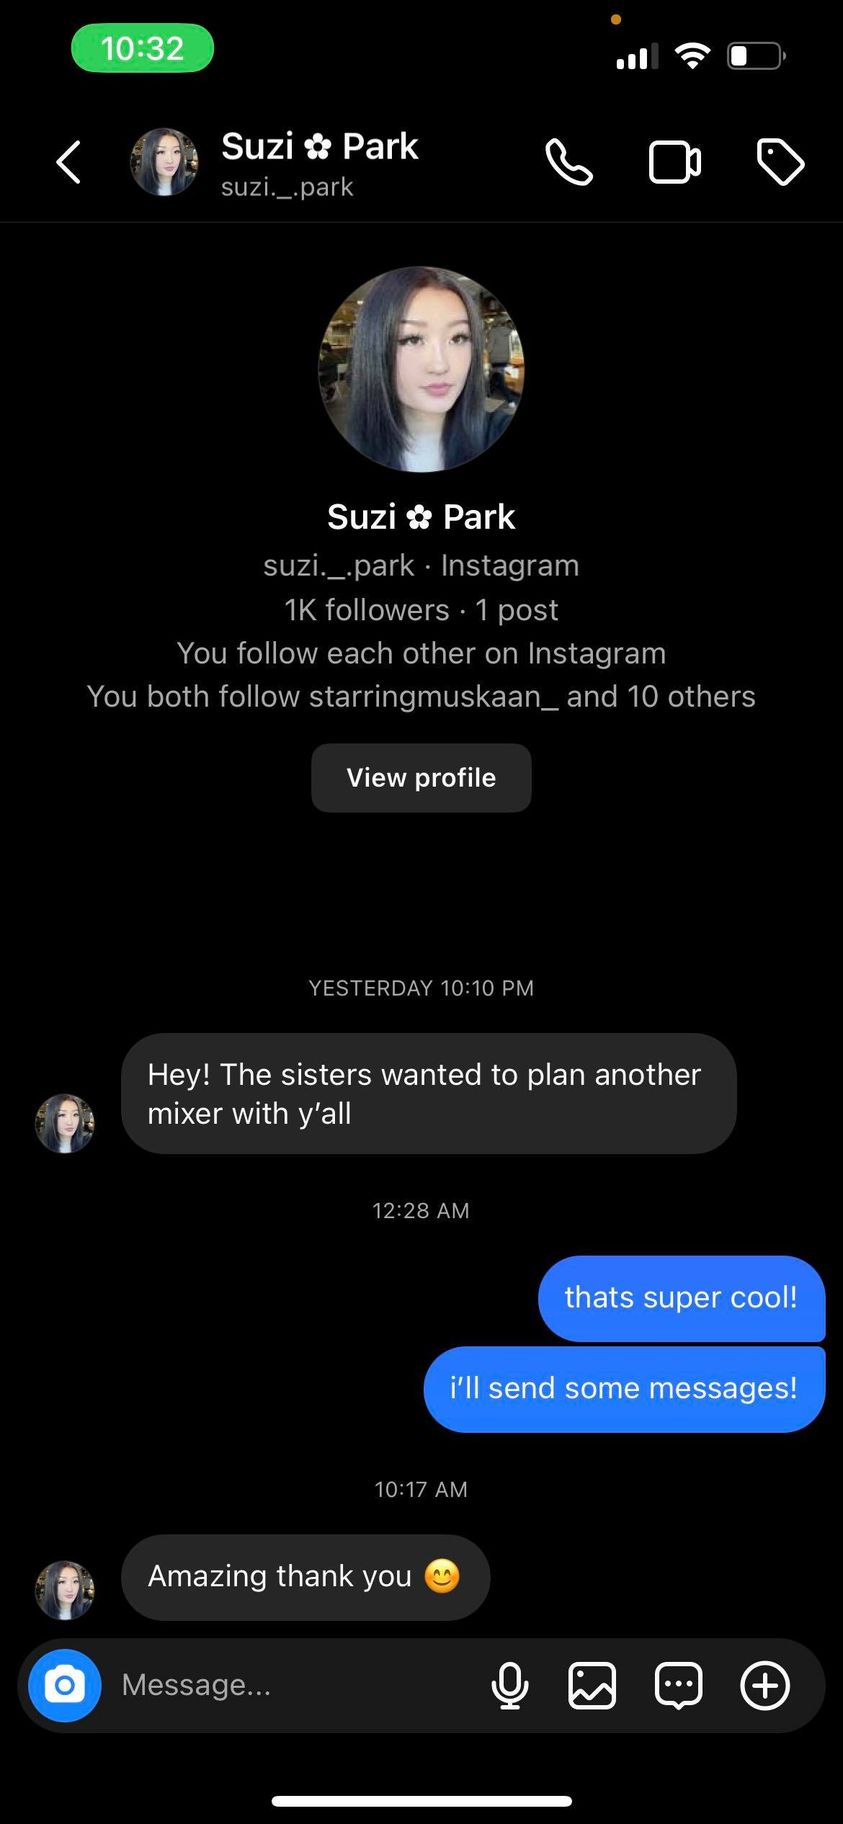 10:32
Suzi ✿ Park
suzi._.park
Suzi ✿ Park
suzi._.park · Instagram
1K followers · 1 post
You follow each other on Instagram
You both follow starringmuskaan_ and 10 others
View profile
YESTERDAY 10:10 PM
Hey! The sisters wanted to plan another
mixer with y’all
12:28 AM
thats super cool!
i’ll send some messages!
10:17 AM
Amazing thank you 😊
Message...